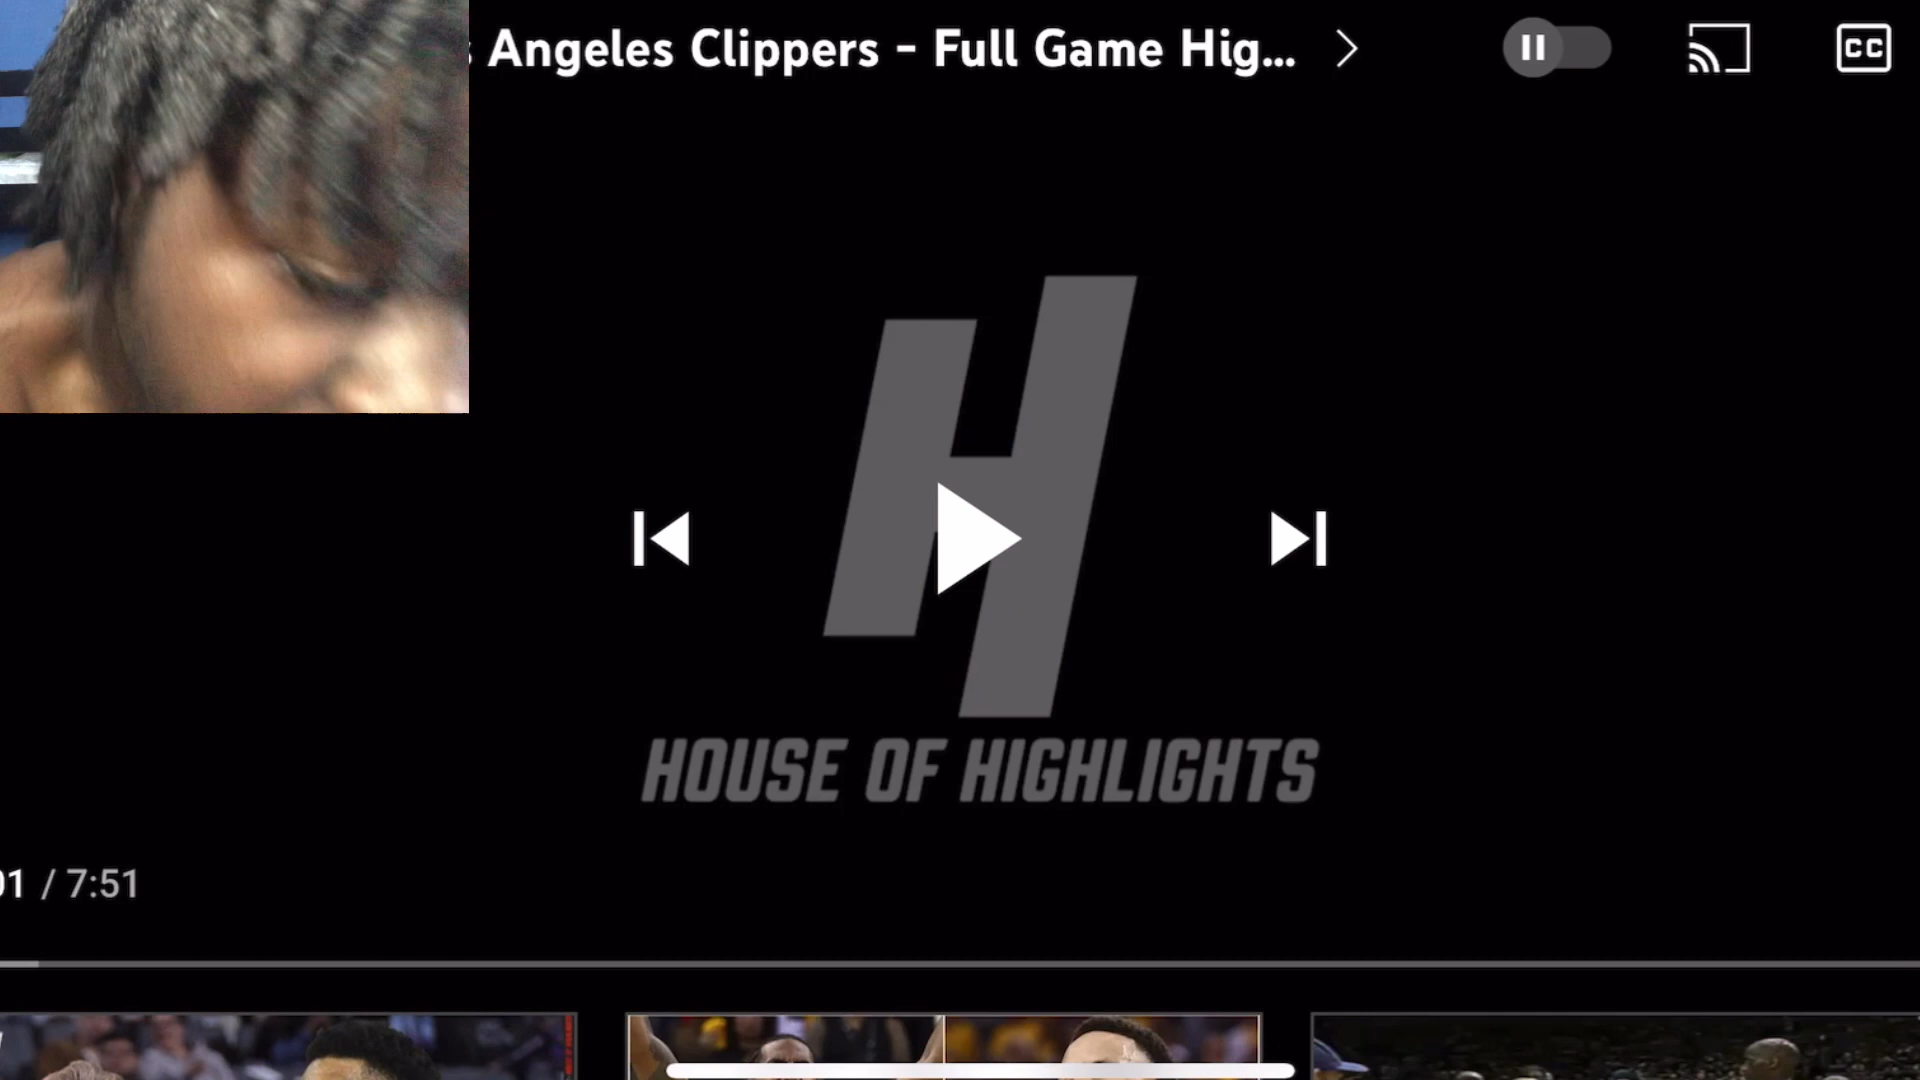 Angeles Clippers - Full Game Hig...
CC
HOUSE OF HIGHLIGHTS
/ 7:51